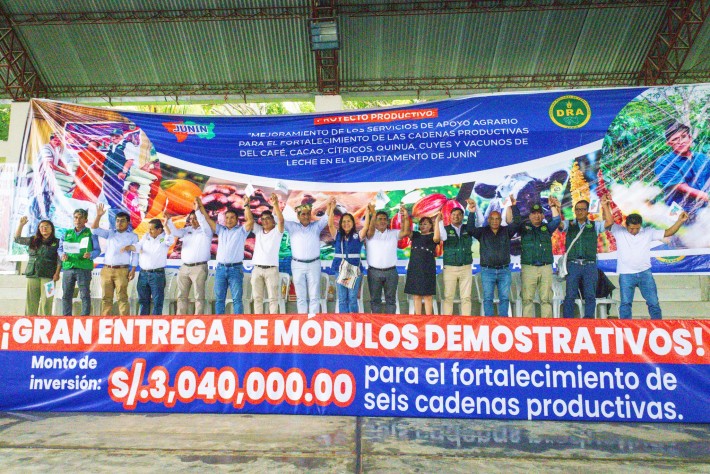 PROYECTO PRODUCTIVO:
JUNÍN
DRA
"MEJORAMIENTO DE LOS SERVICIOS DE APOYO AGRARIO
PARA EL FORTALECIMIENTO DE LAS CADENAS PRODUCTIVAS
DEL CAFÉ, CACAO, CÍTRICOS, QUINUA, CUYES Y VACUNOS DE
LECHE EN EL DEPARTAMENTO DE JUNÍN"
¡GRAN ENTREGA DE MÓDULOS DEMOSTRATIVOS!
Monto de
inversión:
S/.3,040,000.00
para el fortalecimiento de
seis cadenas productivas.